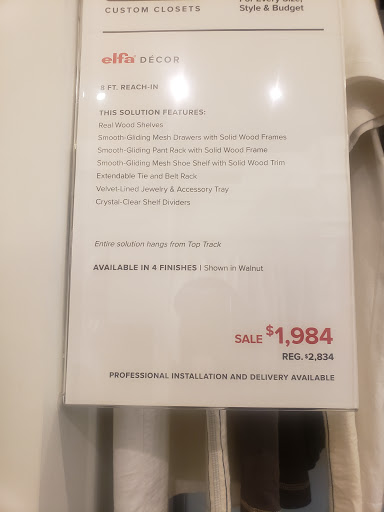 CUSTOM CLOSETS
For Every Size,
Style & Budget
elfa® DÉCOR
8 FT. REACH-IN
THIS SOLUTION FEATURES:
Real Wood Shelves
Smooth-Gliding Mesh Drawers with Solid Wood Frames
Smooth-Gliding Pant Rack with Solid Wood Frame
Smooth-Gliding Mesh Shoe Shelf with Solid Wood Trim
Extendable Tie and Belt Rack
Velvet-Lined Jewelry & Accessory Tray
Crystal-Clear Shelf Dividers
Entire solution hangs from Top Track
AVAILABLE IN 4 FINISHES | Shown in Walnut
SALE $1,984
REG. $2,834
PROFESSIONAL INSTALLATION AND DELIVERY AVAILABLE